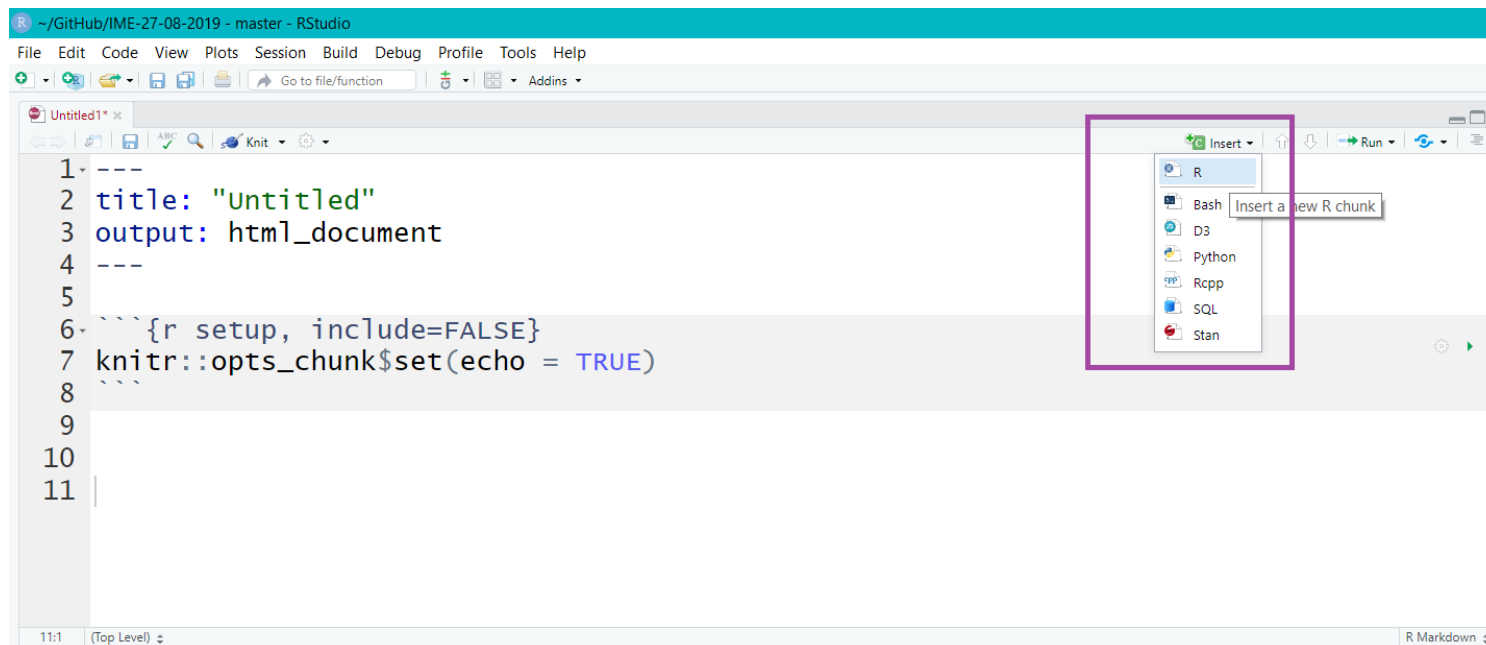 ~/GitHub/IME-27-08-2019 - master - RStudio
File Edit Code View Plots Session Build Debug Profile Tools Help
Go to file/function Addins
Untitled1*
ABC Knit Insert Run
1 ---
2 title: "Untitled"
3 output: html_document
4 ---
5
6 ```{r setup, include=FALSE}
7 knitr::opts_chunk$set(echo = TRUE)
8 ```
9
10
11
R
Bash Insert a new R chunk
D3
Python
Rcpp
SQL
Stan
11:1 (Top Level) R Markdown